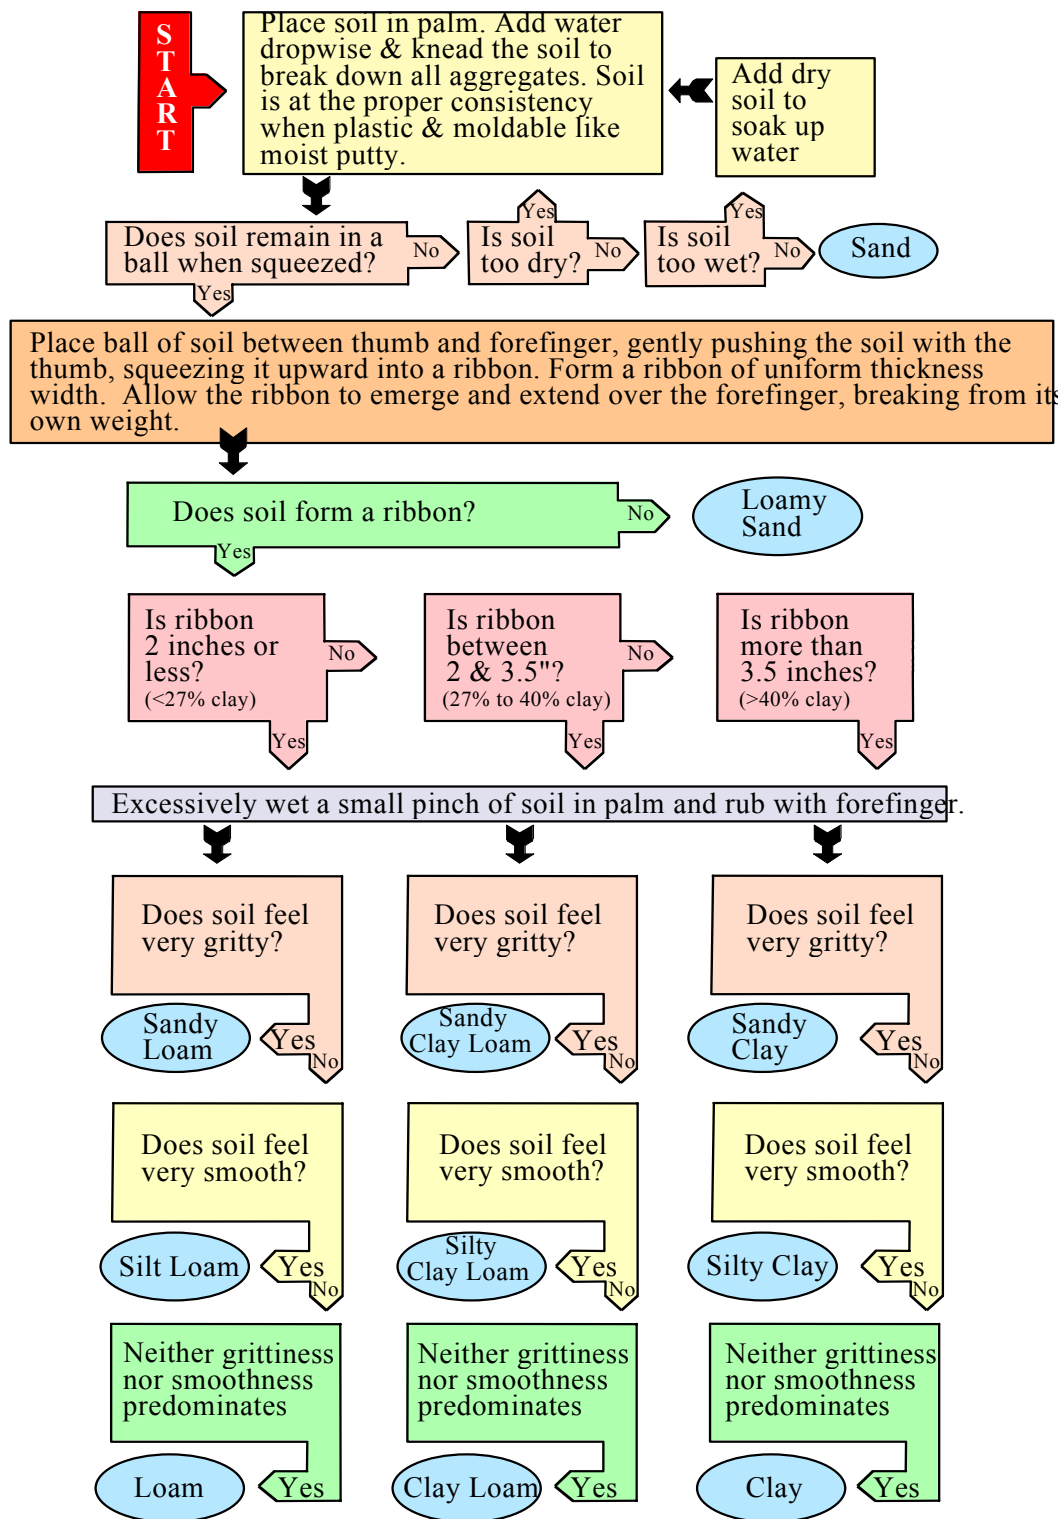 START
Place soil in palm. Add water
dropwise & knead the soil to
break down all aggregates. Soil
is at the proper consistency
when plastic & moldable like
moist putty.
Add dry
soil to
soak up
water
Does soil remain in a
ball when squeezed?
No
Yes
Is soil
too dry?
Yes
No
Is soil
too wet?
Yes
No
Sand
Place ball of soil between thumb and forefinger, gently pushing the soil with the
thumb, squeezing it upward into a ribbon. Form a ribbon of uniform thickness
width. Allow the ribbon to emerge and extend over the forefinger, breaking from its
own weight.
Does soil form a ribbon?
No
Yes
Loamy
Sand
Is ribbon
2 inches or
less?
(<27% clay)
No
Yes
Is ribbon
between
2 & 3.5"?
(27% to 40% clay)
No
Yes
Is ribbon
more than
3.5 inches?
(>40% clay)
Yes
Excessively wet a small pinch of soil in palm and rub with forefinger.
Does soil feel
very gritty?
Sandy
Loam
Yes
No
Does soil feel
very gritty?
Sandy
Clay Loam
Yes
No
Does soil feel
very gritty?
Sandy
Clay
Yes
No
Does soil feel
very smooth?
Silt Loam
Yes
No
Does soil feel
very smooth?
Silty
Clay Loam
Yes
No
Does soil feel
very smooth?
Silty Clay
Yes
No
Neither grittiness
nor smoothness
predominates
Loam
Yes
Neither grittiness
nor smoothness
predominates
Clay Loam
Yes
Neither grittiness
nor smoothness
predominates
Clay
Yes